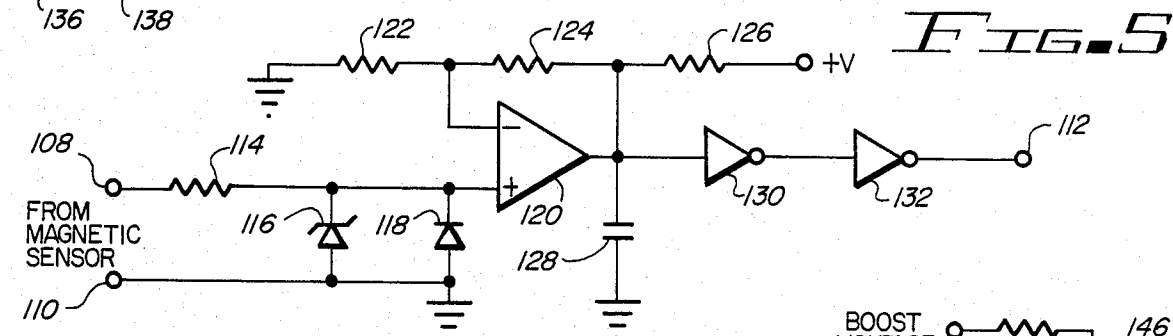 136 138
FIG. 5
122 124 126 +V
108 114 112
- +
FROM
MAGNETIC
SENSOR
116 118 120 130 132
128
110
BOOST
146